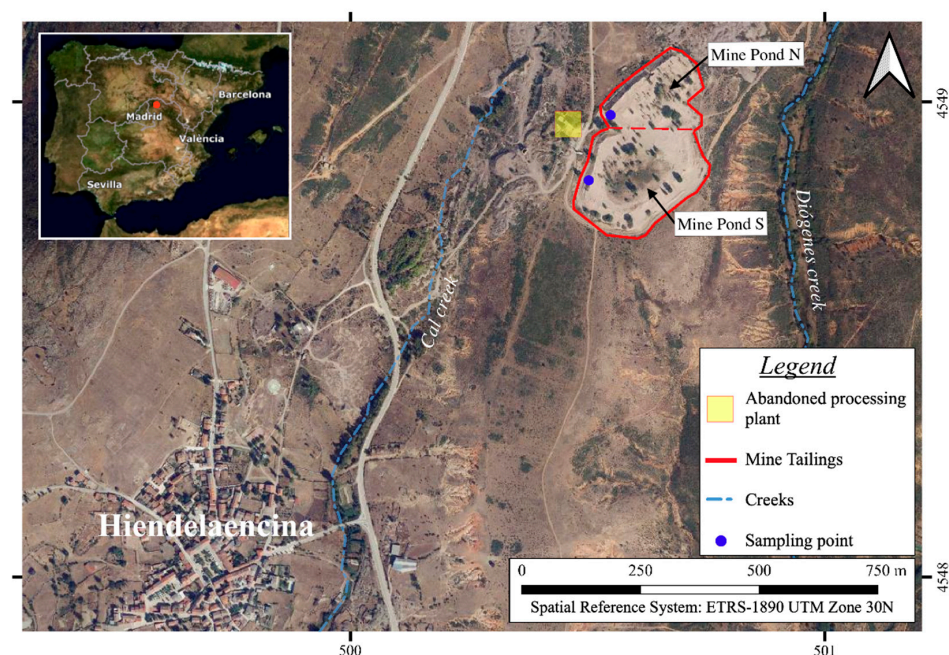 Barcelona
Madrid
València
Sevilla
Mine Pond N
4549
Mine Pond S
Cal creek
Diógenes creek
Hiendelaencina
Legend
Abandoned processing
plant
Mine Tailings
Creeks
Sampling point
0 250 500 750 m
Spatial Reference System: ETRS-1890 UTM Zone 30N
4548
500 501